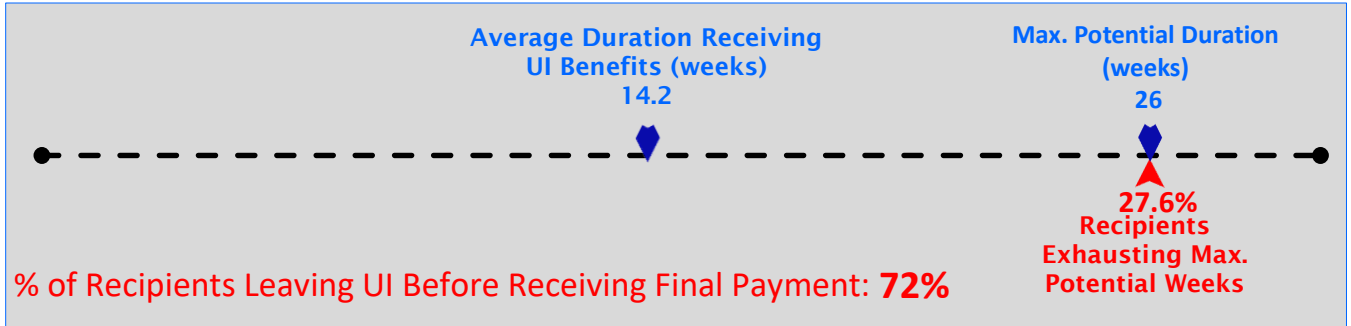 Average Duration Receiving
UI Benefits (weeks)
14.2
Max. Potential Duration
(weeks)
26
27.6%
Recipients
Exhausting Max.
Potential Weeks
% of Recipients Leaving UI Before Receiving Final Payment: 72%